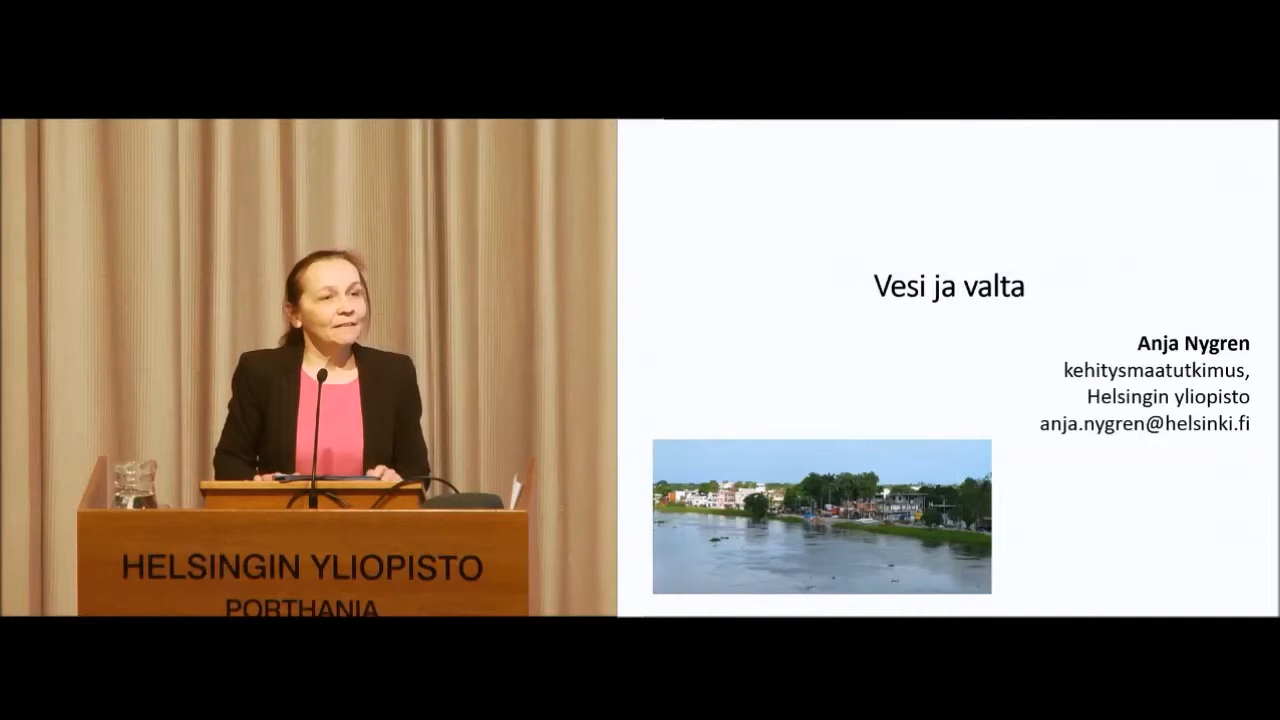 HELSINGIN YLIOPISTO
PORTHANIA
Vesi ja valta
Anja Nygren
kehitysmaatutkimus,
Helsingin yliopisto
anja.nygren@helsinki.fi